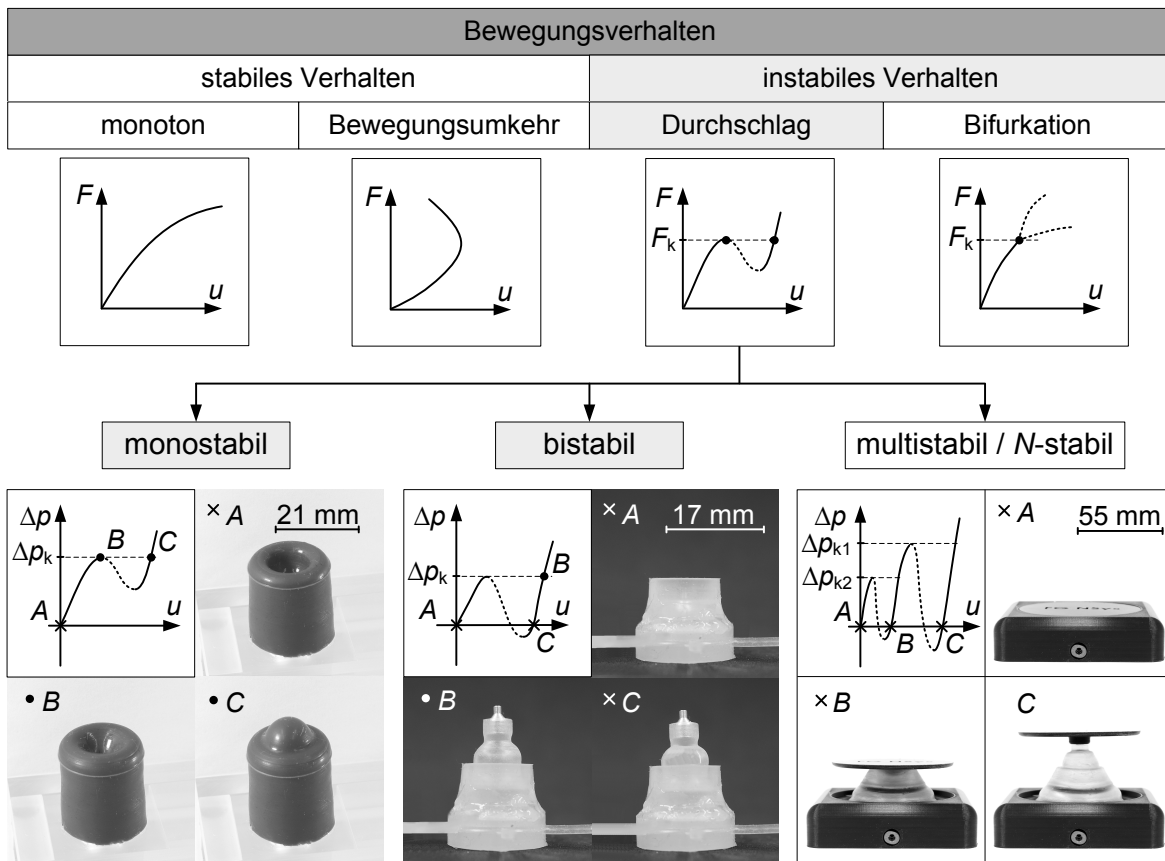 Bewegungsverhalten
stabiles Verhalten instabiles Verhalten
monoton Bewegungsumkehr Durchschlag Bifurkation
F
u
F
u
F
Fk
u
F
Fk
u
monostabil bistabil multistabil / N-stabil
Δp
Δpk
B C
A
u
× A 21 mm
• B
• C
Δp
Δpk
B
A
u
C
× A 17 mm
• B
× C
Δp
Δpk1
Δpk2
A
u
B C
× A 55 mm
× B
C